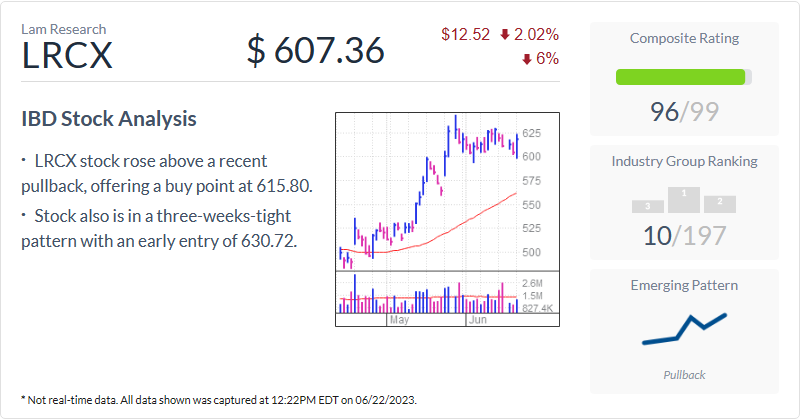 Lam Research
LRCX
$ 607.36
$12.52 2.02%
6%
IBD Stock Analysis
· LRCX stock rose above a recent
pullback, offering a buy point at 615.80.
· Stock also is in a three-weeks-tight
pattern with an early entry of 630.72.
625
600
575
550
525
500
2.6M
1.5M
827.4K
May Jun
Composite Rating
96/99
Industry Group Ranking
3 1 2
10/197
Emerging Pattern
Pullback
* Not real-time data. All data shown was captured at 12:22PM EDT on 06/22/2023.